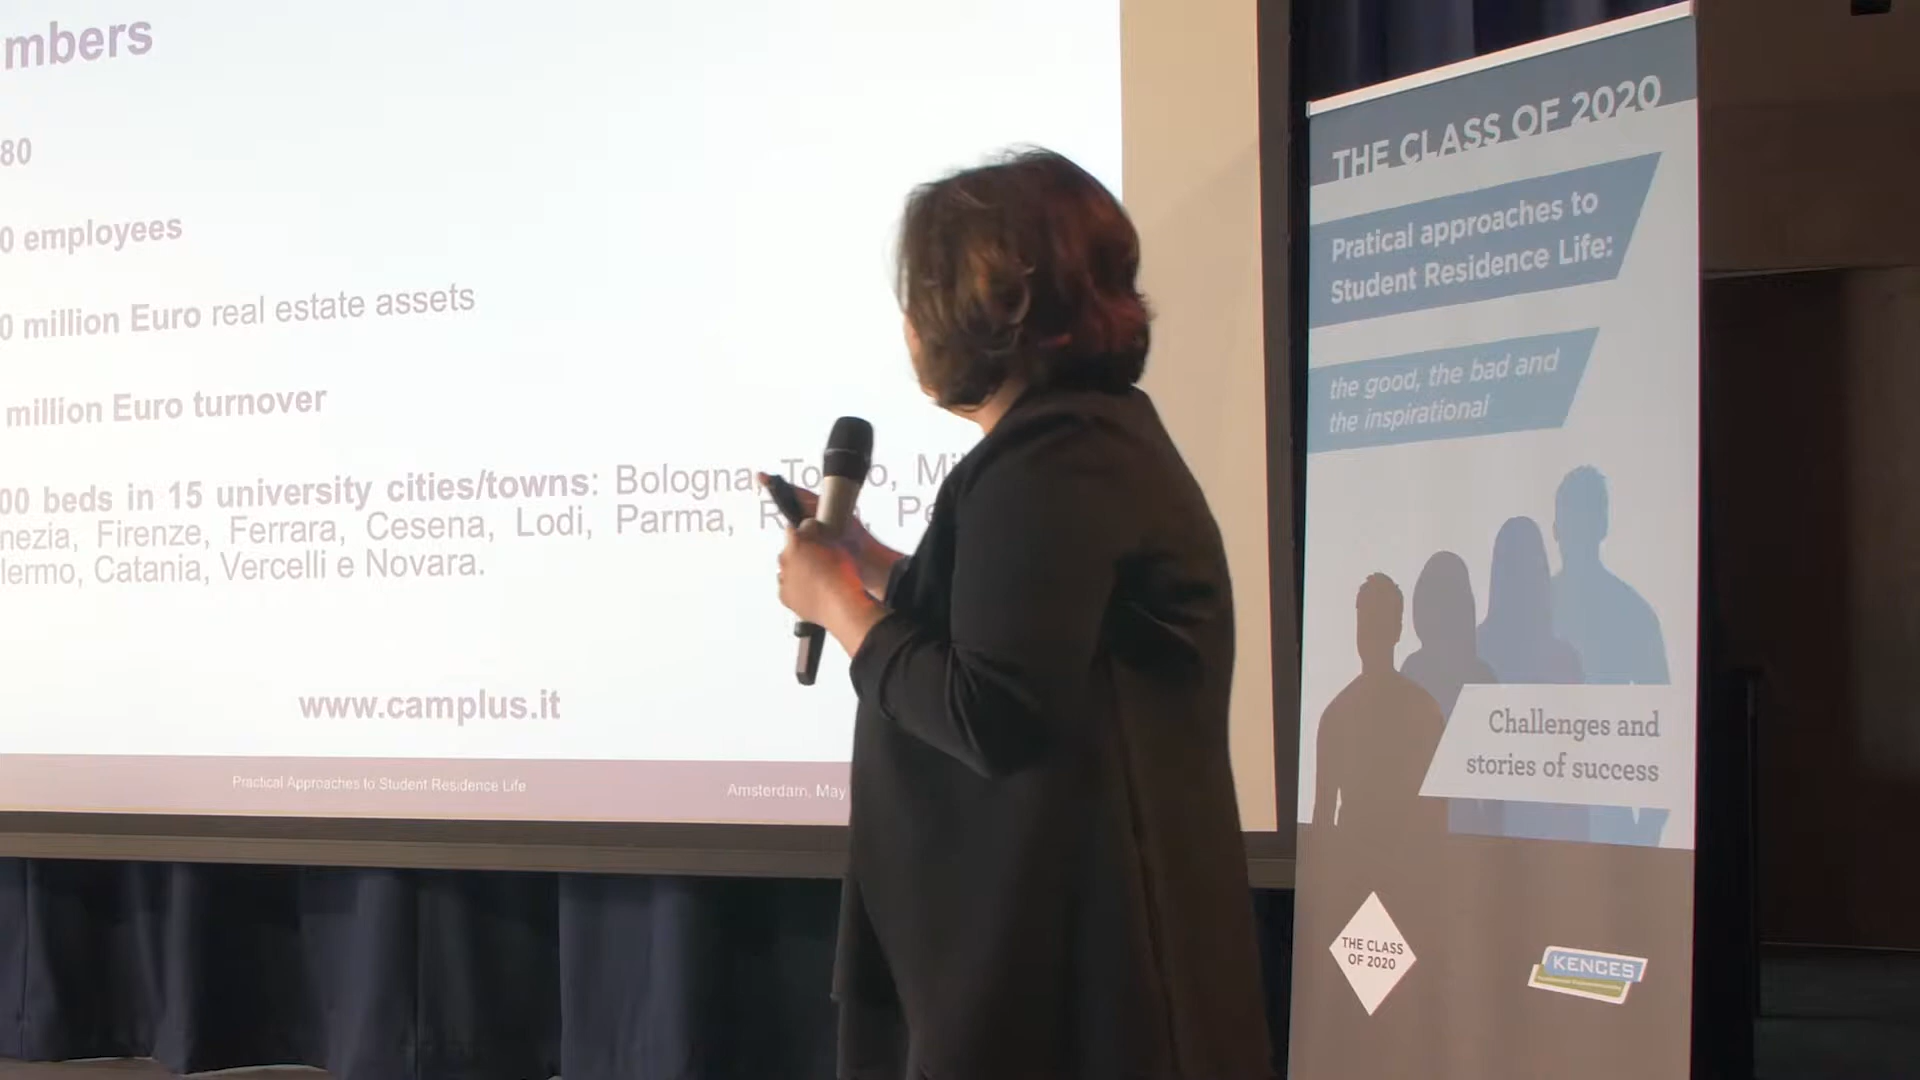 mbers
80
0 employees
0 million Euro real estate assets
million Euro turnover
00 beds in 15 university cities/towns: Bologna,
nezia, Firenze, Ferrara, Cesena, Lodi, Parma,
lermo, Catania, Vercelli e Novara.
www.camplus.it
Practical Approaches to Student Residence Life
Amsterdam, May
THE CLASS OF 2020
Pratical approaches to
Student Residence Life:
the good, the bad and
the inspirational
Challenges and
stories of success
THE CLASS
OF 2020
KENCES